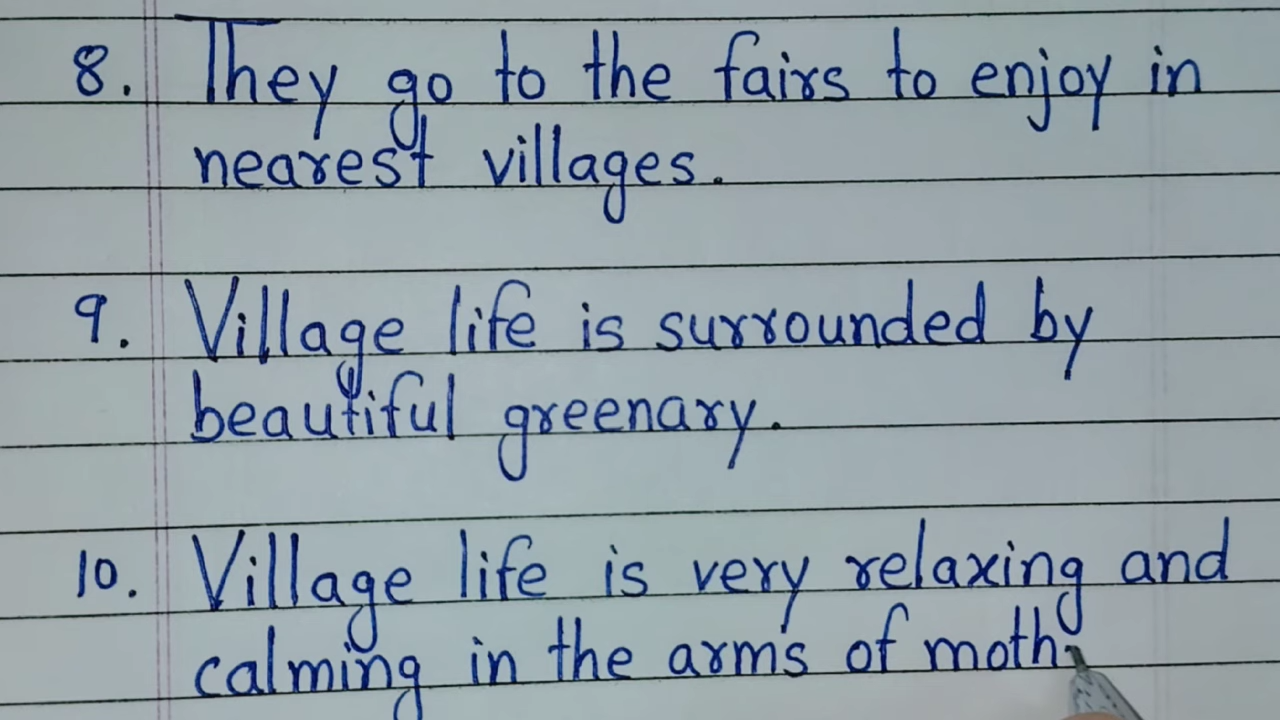 8. They go to the fairs to enjoy in
nearest villages.
9. Village life is surrounded by
beautiful greenary.
10. Village life is very relaxing and
calming in the arms of moth